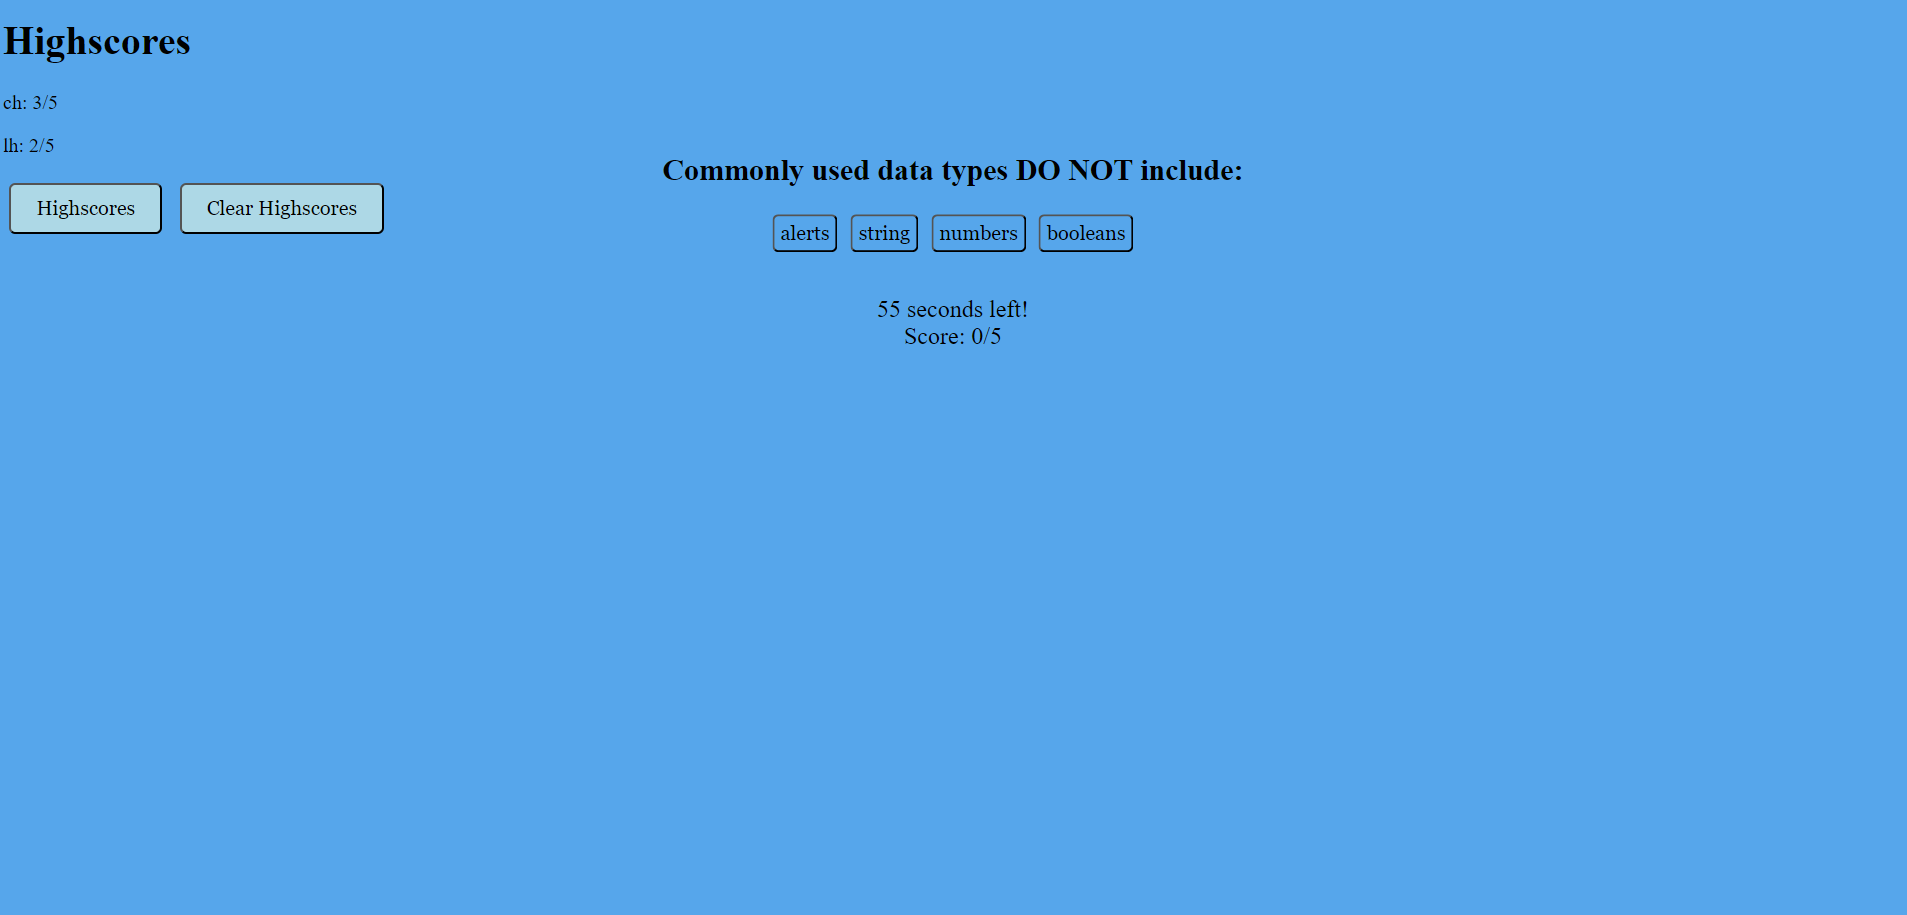 Highscores
ch: 3/5
lh: 2/5
Highscores Clear Highscores
Commonly used data types DO NOT include:
alerts string numbers booleans
55 seconds left!
Score: 0/5